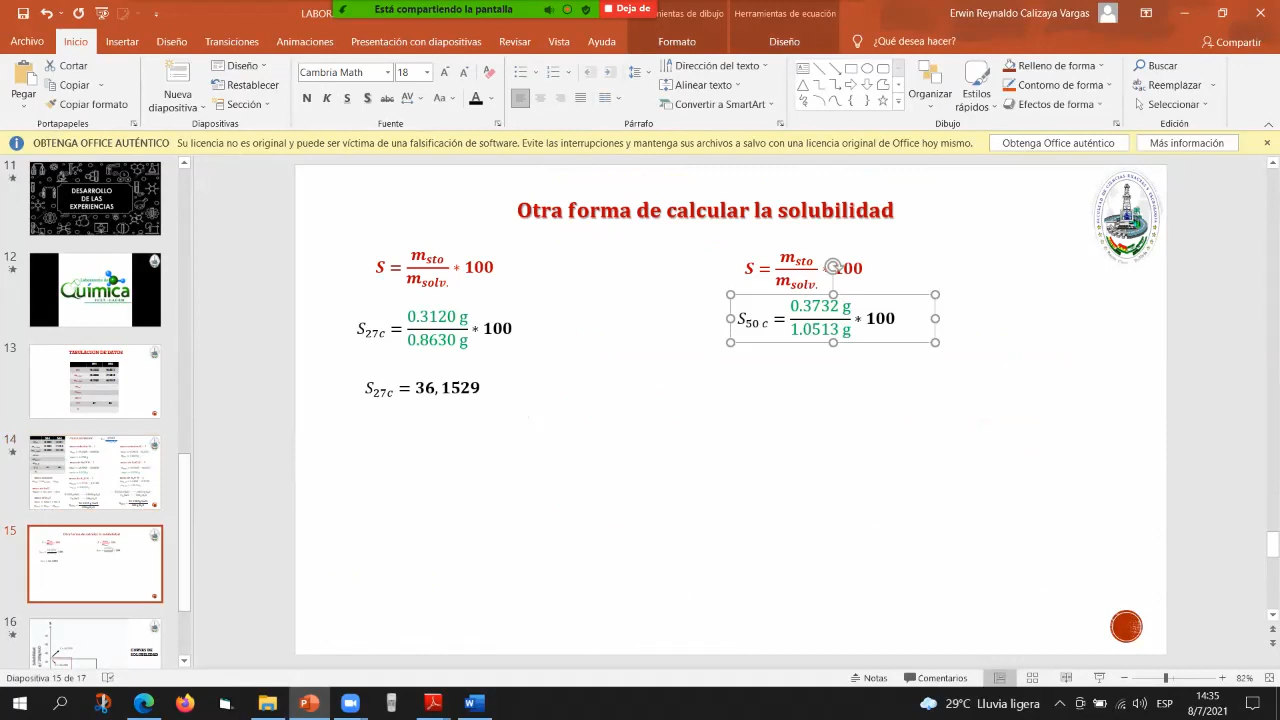 LABOR
Está compartiendo la pantalla
Deja de
mientas de dibujo
Herramientas de ecuación
Erwin Reynaldo Calizaya Vargas
Archivo Inicio Insertar Diseño Transiciones Animaciones Presentación con diapositivas Revisar Vista Ayuda Formato Diseño ¿Qué desea hacer? Compartir
Pegar
Cortar
Copiar
Copiar formato
Portapapeles
Nueva
diapositiva
Diseño
Restablecer
Sección
Diapositivas
Cambria Math 18
N K S S abc AV Aa A
Fuente
Dirección del texto
Alinear texto
Convertir a SmartArt
Párrafo
Organizar
Estilos
rápidos
Relleno de forma
Contorno de forma
Efectos de forma
Dibujo
Buscar
Reemplazar
Seleccionar
Edición
OBTENGA OFFICE AUTÉNTICO Su licencia no es original y puede ser víctima de una falsificación de software. Evite las interrupciones y mantenga sus archivos a salvo con una licencia original de Office hoy mismo.
Obtenga Office auténtico
Más información
11
DESARROLLO
DE LAS
EXPERIENCIAS
12
Química
13
TABULACION DE DATOS
14
15
Otra forma de calcular la solubilidad
16
CURVAS DE
SOLUBILIDAD
Otra forma de calcular la solubilidad
S = m_sto / m_solv. * 100
S_27c = 0.3120 g / 0.8630 g * 100
S_27c = 36,1529
S = m_sto / m_solv. * 100
S_50 c = 0.3732 g / 1.0513 g * 100
Diapositiva 15 de 17
Notas
Comentarios
82%
29°C Lluvia ligera
ESP
14:35
8/7/2021